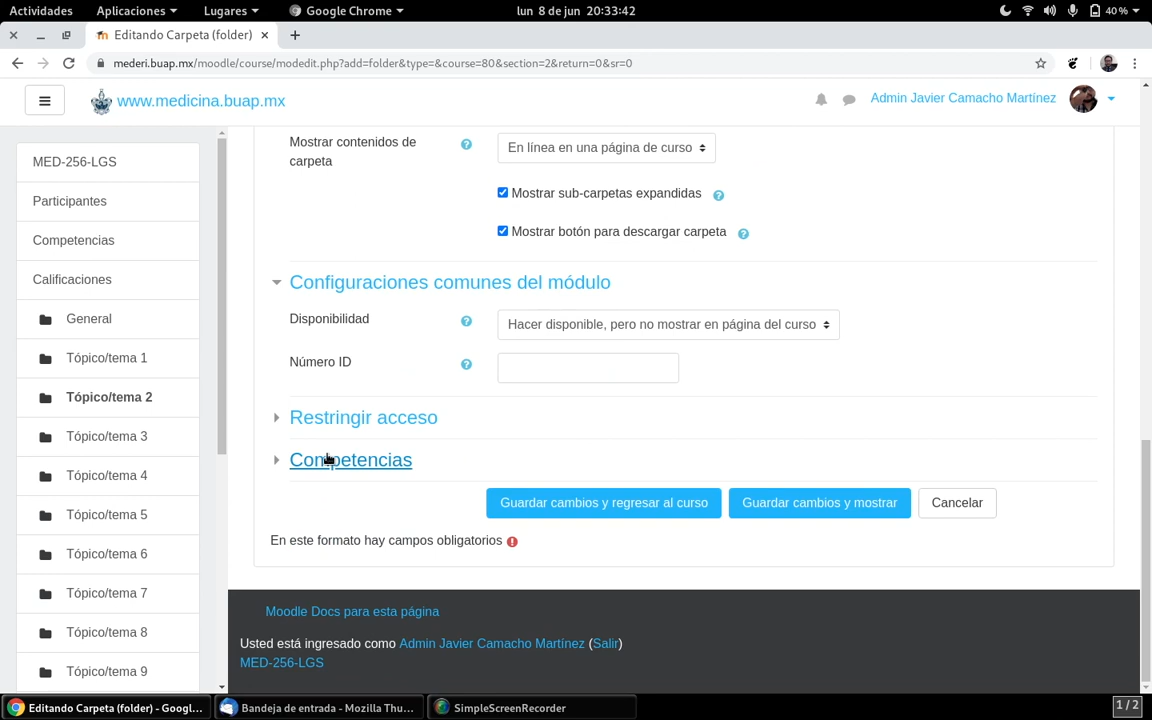 Actividades Aplicaciones Lugares Google Chrome lun 8 de jun 20:33:42 40 %
Editando Carpeta (folder)
mederi.buap.mx/moodle/course/modedit.php?add=folder&type=&course=80&section=2&return=0&sr=0
www.medicina.buap.mx Admin Javier Camacho Martínez
MED-256-LGS
Participantes
Competencias
Calificaciones
General
Tópico/tema 1
Tópico/tema 2
Tópico/tema 3
Tópico/tema 4
Tópico/tema 5
Tópico/tema 6
Tópico/tema 7
Tópico/tema 8
Tópico/tema 9
Mostrar contenidos de
carpeta
En línea en una página de curso
Mostrar sub-carpetas expandidas
Mostrar botón para descargar carpeta
Configuraciones comunes del módulo
Disponibilidad Hacer disponible, pero no mostrar en página del curso
Número ID
Restringir acceso
Competencias
Guardar cambios y regresar al curso Guardar cambios y mostrar Cancelar
En este formato hay campos obligatorios
Moodle Docs para esta página
Usted está ingresado como Admin Javier Camacho Martínez (Salir)
MED-256-LGS
Editando Carpeta (folder) - Googl... Bandeja de entrada - Mozilla Thu... SimpleScreenRecorder 1 / 2